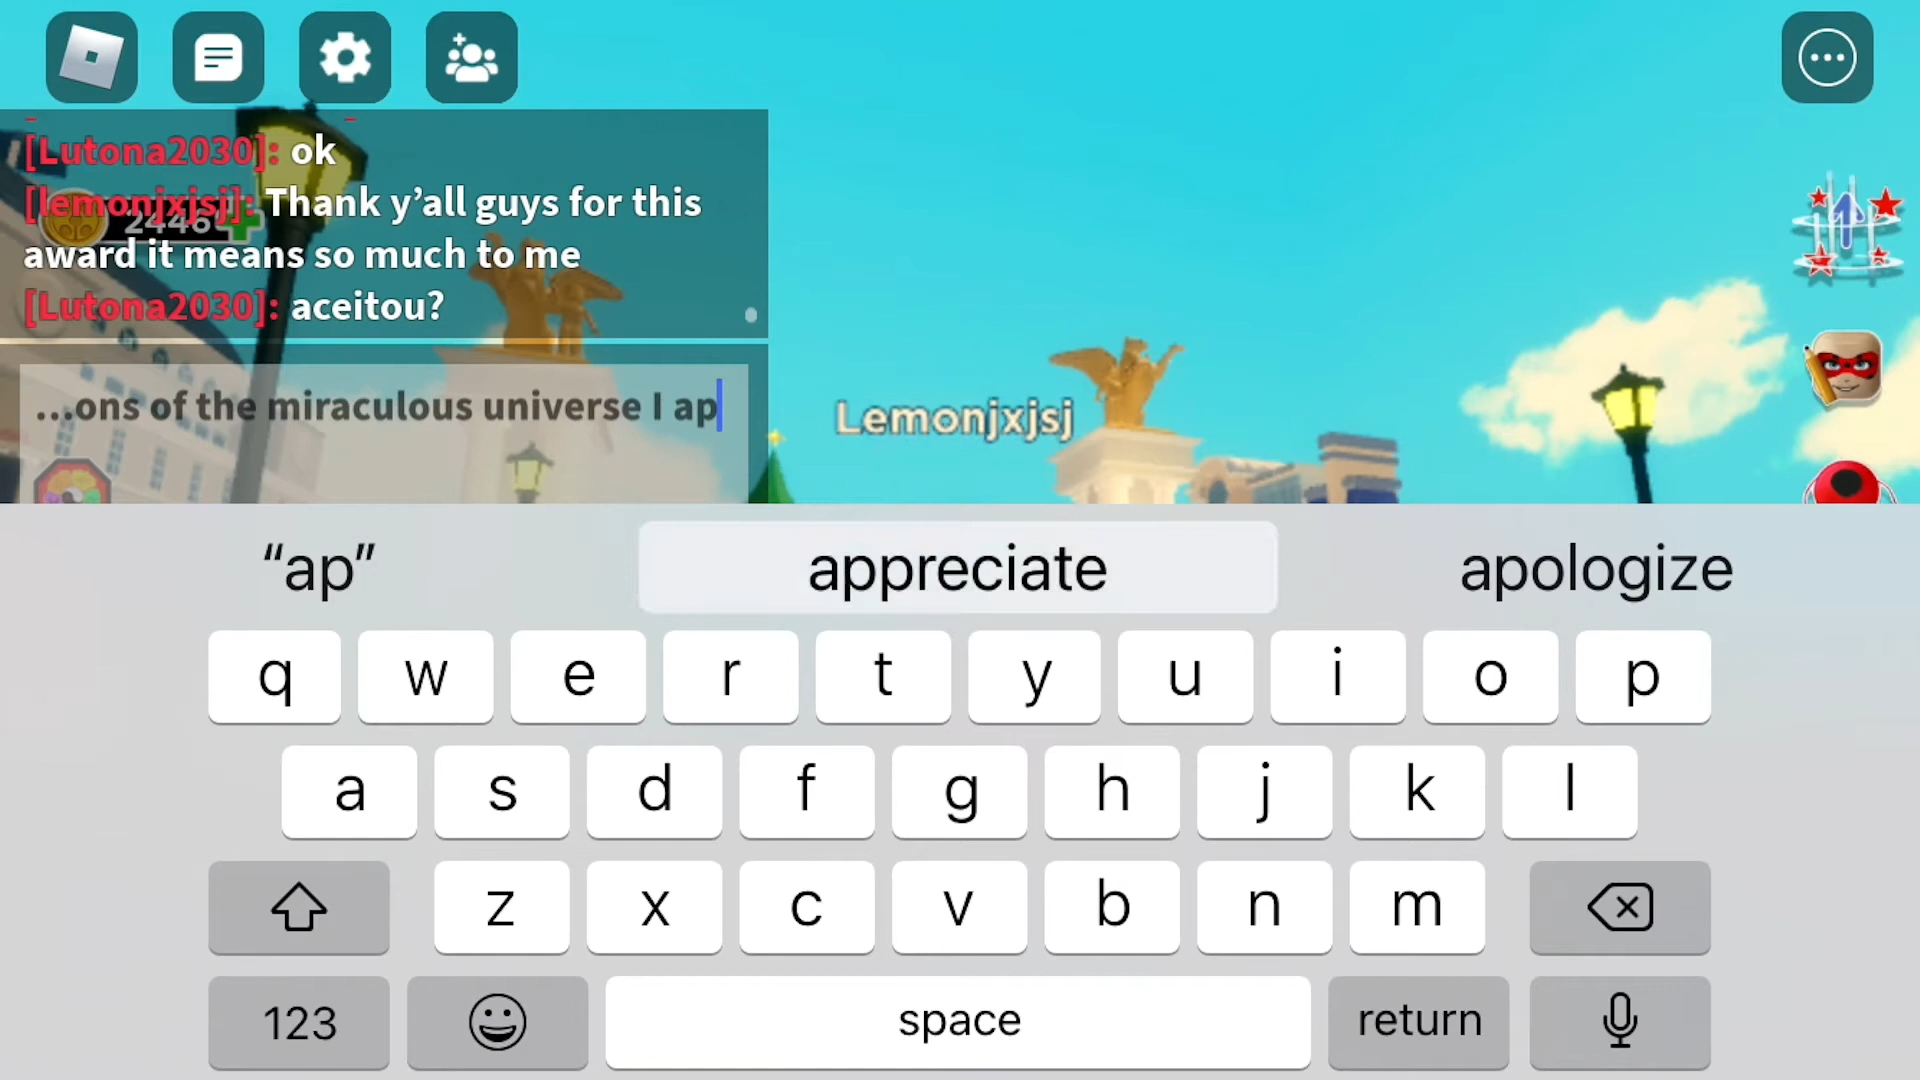 [Lutona2030]: ok
[lemonjxjsj]: Thank y’all guys for this
award it means so much to me
[Lutona2030]: aceitou?
2446
...ons of the miraculous universe I ap
Lemonjxjsj
“ap” appreciate apologize
q w e r t y u i o p
a s d f g h j k l
z x c v b n m
123 space return